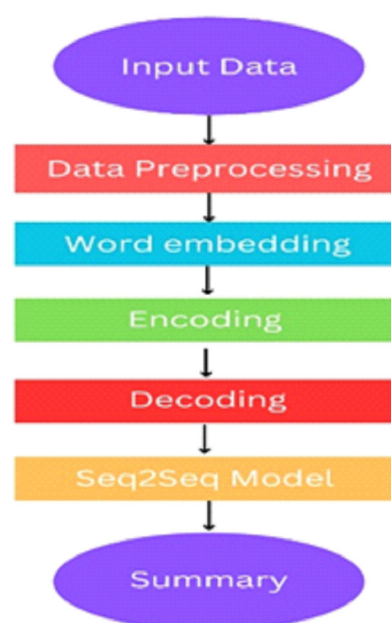 Input Data
Data Preprocessing
Word embedding
Encoding
Decoding
Seq2Seq Model
Summary